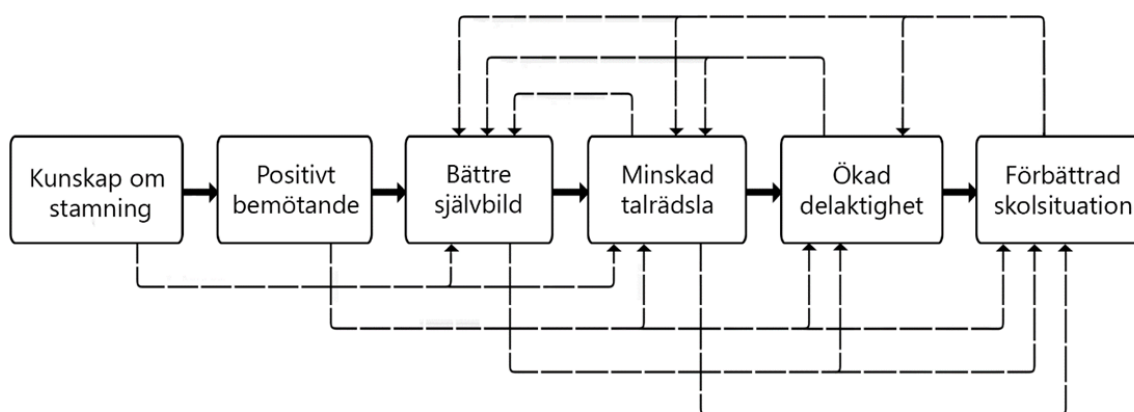 Kunskap om
stamning
Positivt
bemötande
Bättre
självbild
Minskad
talrädsla
Ökad
delaktighet
Förbättrad
skolsituation